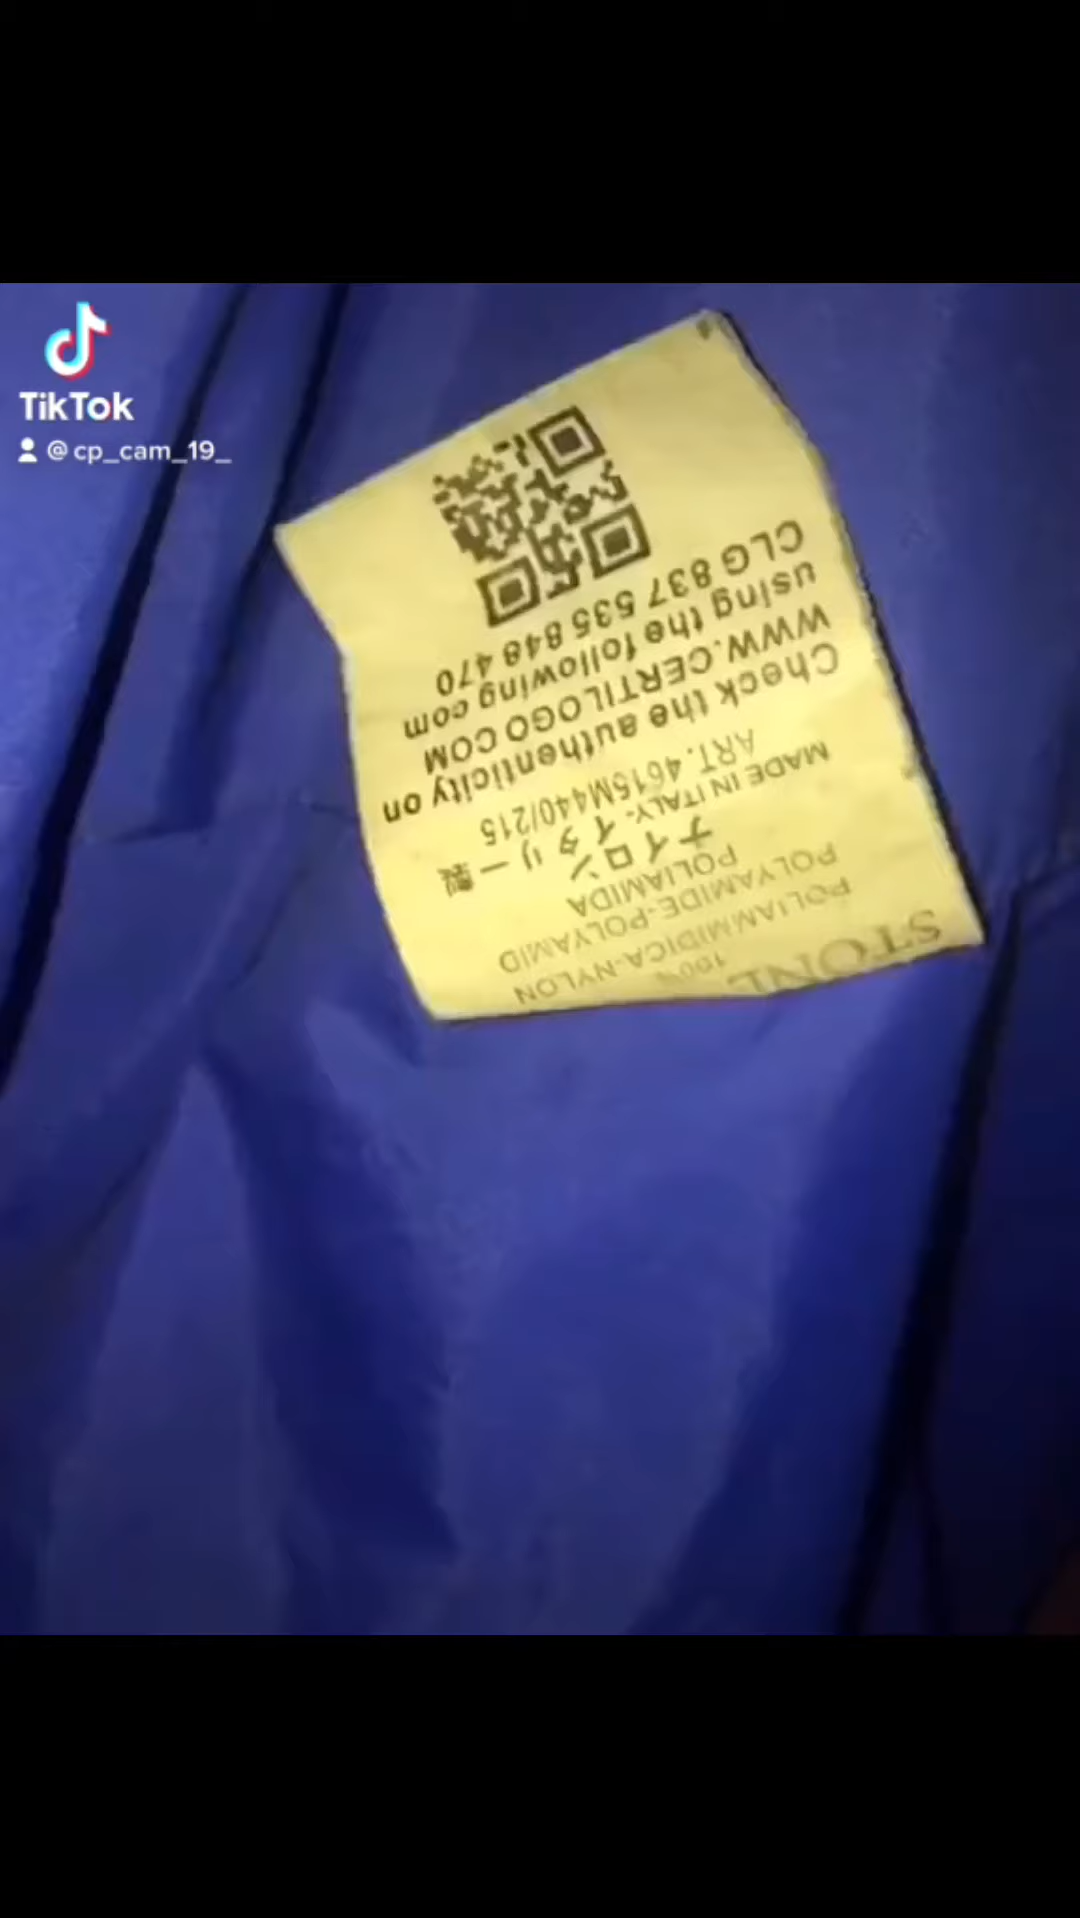 TikTok
@cp_cam_19_
STONE
100%
POLIAMMIDICA-NYLON
POLYAMIDE-POLYAMID
POLIAMIDA
ナイロン
MADE IN ITALY-イタリー製
ART. 4615M440/215
Check the authenticity on
WWW.CERTILOGO COM
using the following com
CLG 837 535 848 470